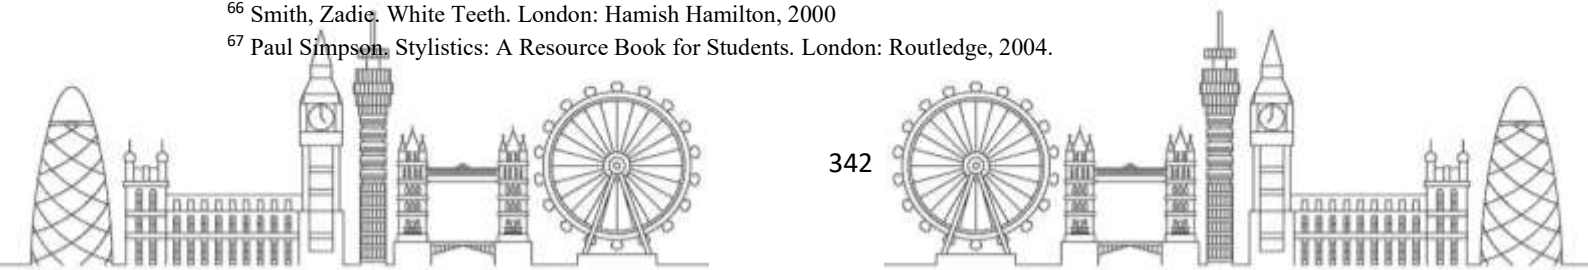 ⁶⁶ Smith, Zadie. White Teeth. London: Hamish Hamilton, 2000
⁶⁷ Paul Simpson. Stylistics: A Resource Book for Students. London: Routledge, 2004.
342